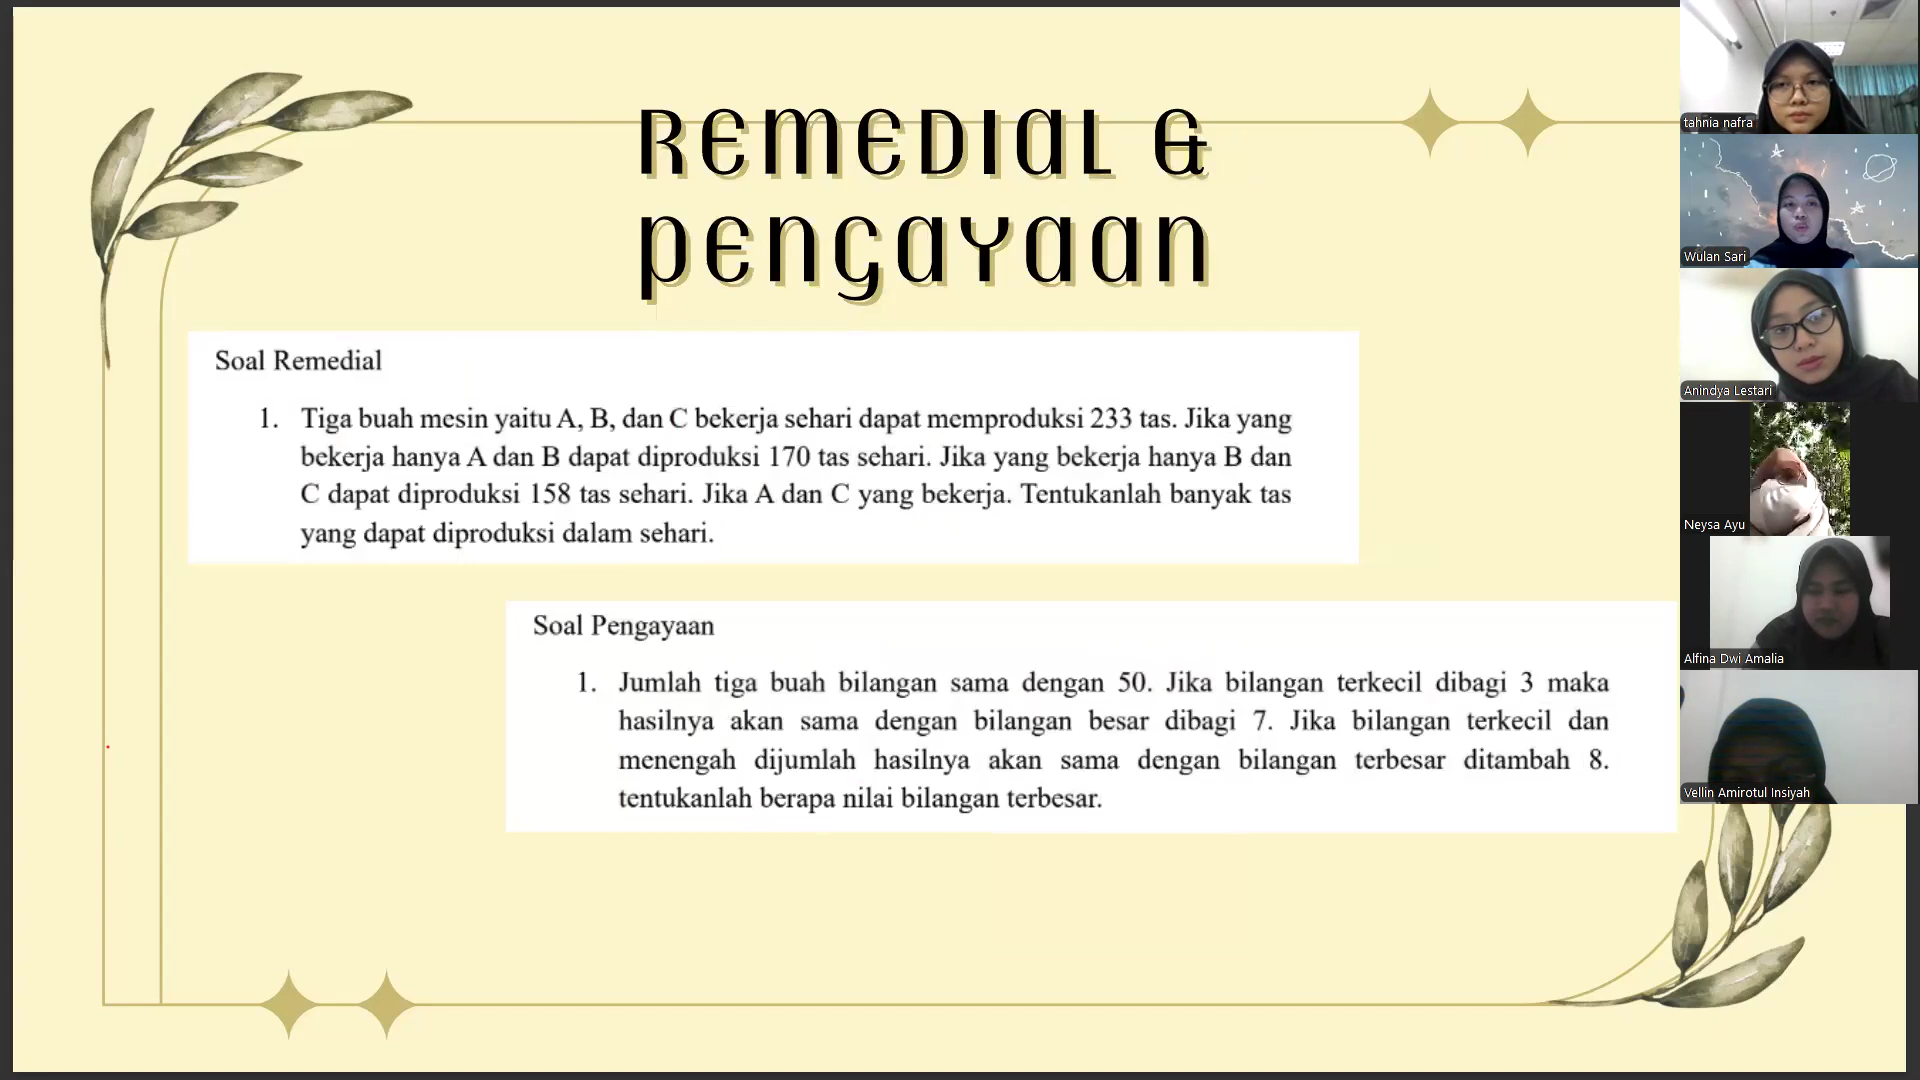 REMEDIAL &
PENGAYAAN
Soal Remedial
1. Tiga buah mesin yaitu A, B, dan C bekerja sehari dapat memproduksi 233 tas. Jika yang
bekerja hanya A dan B dapat diproduksi 170 tas sehari. Jika yang bekerja hanya B dan
C dapat diproduksi 158 tas sehari. Jika A dan C yang bekerja. Tentukanlah banyak tas
yang dapat diproduksi dalam sehari.
Soal Pengayaan
1. Jumlah tiga buah bilangan sama dengan 50. Jika bilangan terkecil dibagi 3 maka
hasilnya akan sama dengan bilangan besar dibagi 7. Jika bilangan terkecil dan
menengah dijumlah hasilnya akan sama dengan bilangan terbesar ditambah 8.
tentukanlah berapa nilai bilangan terbesar.
tahnia nafra
Wulan Sari
Anindya Lestari
Neysa Ayu
Alfina Dwi Amalia
Vellin Amirotul Insiyah